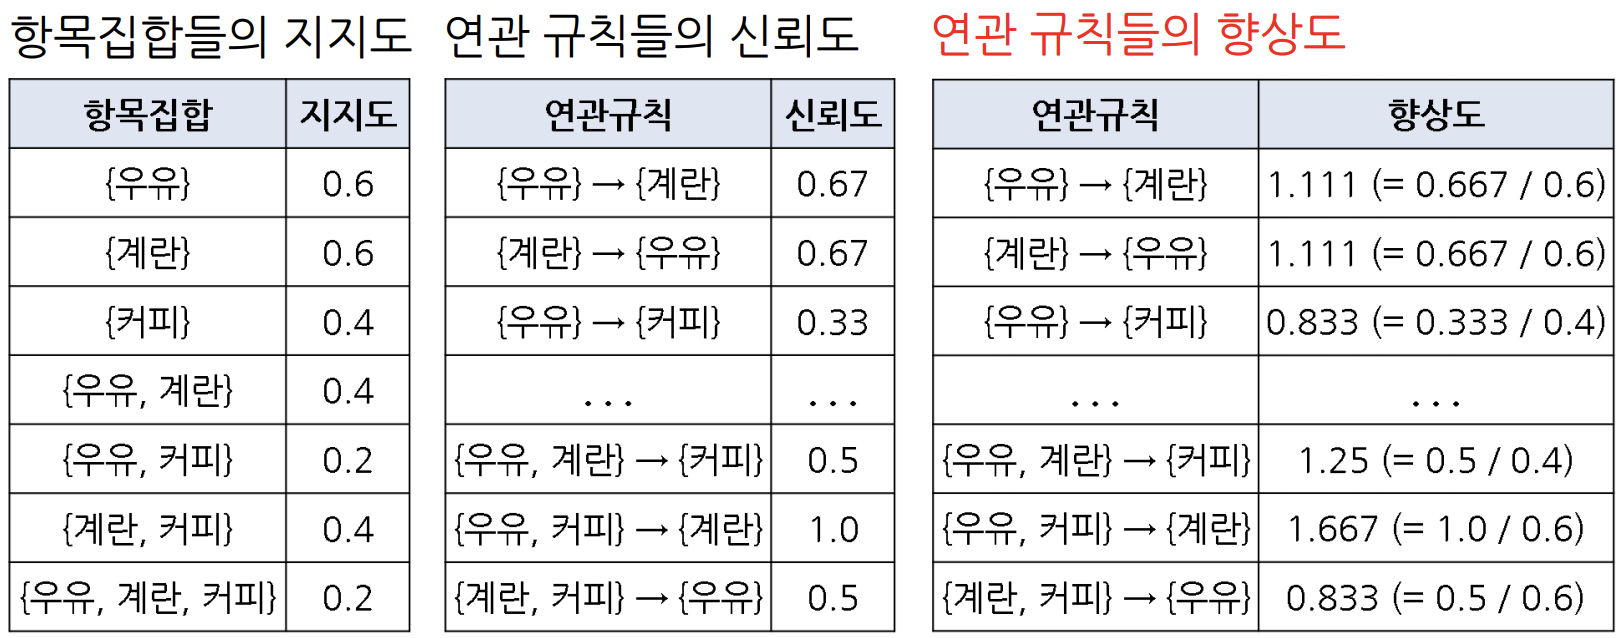 항목집합들의 지지도
항목집합 지지도
{우유} 0.6
{계란} 0.6
{커피} 0.4
{우유, 계란} 0.4
{우유, 커피} 0.2
{계란, 커피} 0.4
{우유, 계란, 커피} 0.2
연관 규칙들의 신뢰도
연관규칙 신뢰도
{우유} → {계란} 0.67
{계란} → {우유} 0.67
{우유} → {커피} 0.33
... ...
{우유, 계란} → {커피} 0.5
{우유, 커피} → {계란} 1.0
{계란, 커피} → {우유} 0.5
연관 규칙들의 향상도
연관규칙 향상도
{우유} → {계란} 1.111 (= 0.667 / 0.6)
{계란} → {우유} 1.111 (= 0.667 / 0.6)
{우유} → {커피} 0.833 (= 0.333 / 0.4)
... ...
{우유, 계란} → {커피} 1.25 (= 0.5 / 0.4)
{우유, 커피} → {계란} 1.667 (= 1.0 / 0.6)
{계란, 커피} → {우유} 0.833 (= 0.5 / 0.6)